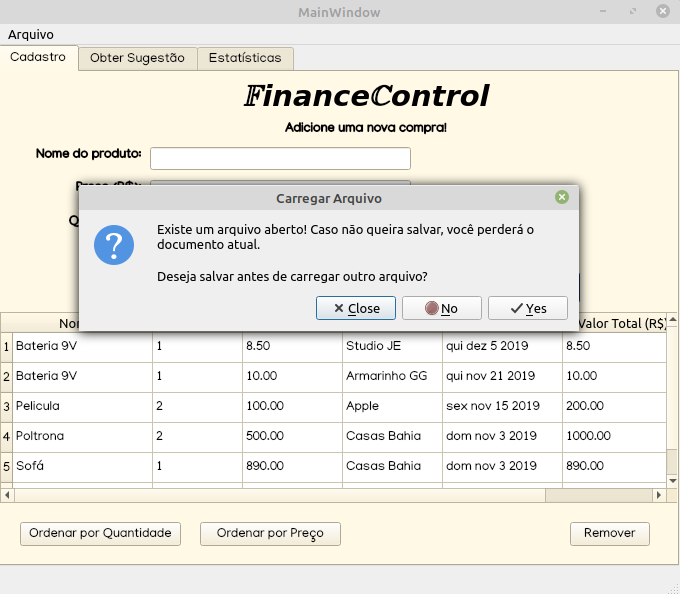 MainWindow
Arquivo
Cadastro Obter Sugestão Estatísticas
𝔽inanceℂontrol
Adicione uma nova compra!
Nome do produto:
Carregar Arquivo
Existe um arquivo aberto! Caso não queira salvar, você perderá o
documento atual.
Deseja salvar antes de carregar outro arquivo?
Close No Yes
Valor Total (R$)
1 Bateria 9V 1 8.50 Studio JE qui dez 5 2019 8.50
2 Bateria 9V 1 10.00 Armarinho GG qui nov 21 2019 10.00
3 Pelicula 2 100.00 Apple sex nov 15 2019 200.00
4 Poltrona 2 500.00 Casas Bahia dom nov 3 2019 1000.00
5 Sofá 1 890.00 Casas Bahia dom nov 3 2019 890.00
Ordenar por Quantidade Ordenar por Preço Remover